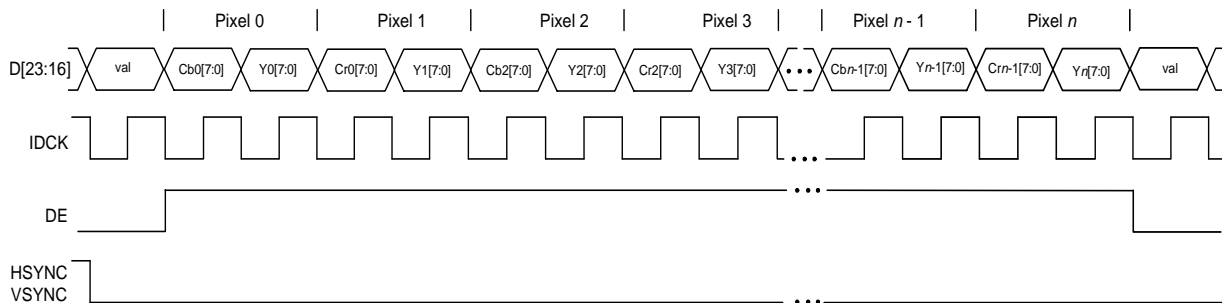 Pixel 0 Pixel 1 Pixel 2 Pixel 3 Pixel n - 1 Pixel n
D[23:16] val Cb0[7:0] Y0[7:0] Cr0[7:0] Y1[7:0] Cb2[7:0] Y2[7:0] Cr2[7:0] Y3[7:0] ... Cbn-1[7:0] Yn-1[7:0] Crn-1[7:0] Yn[7:0] val
IDCK ...
DE ...
HSYNC
VSYNC ...